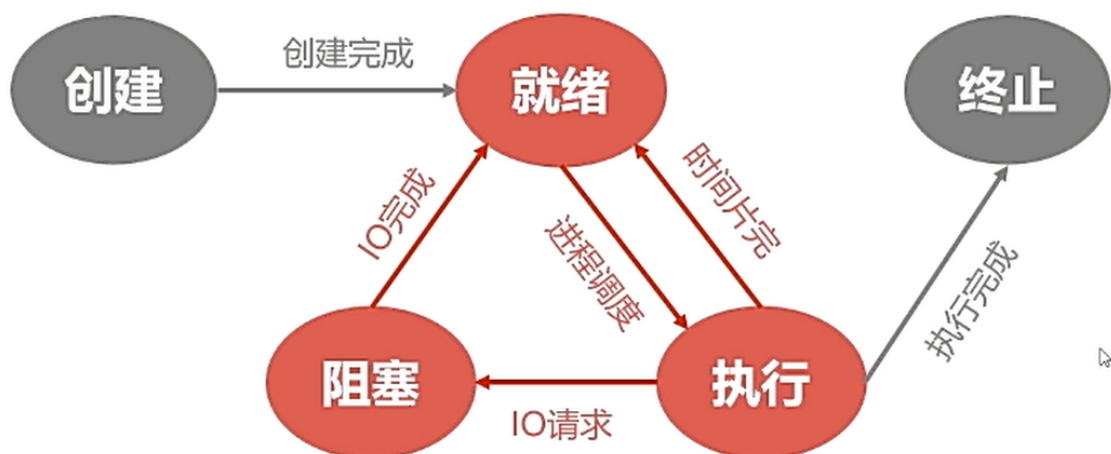 创建
创建完成
就绪
终止
IO完成
进程调度
时间片完
执行完成
阻塞
IO请求
执行